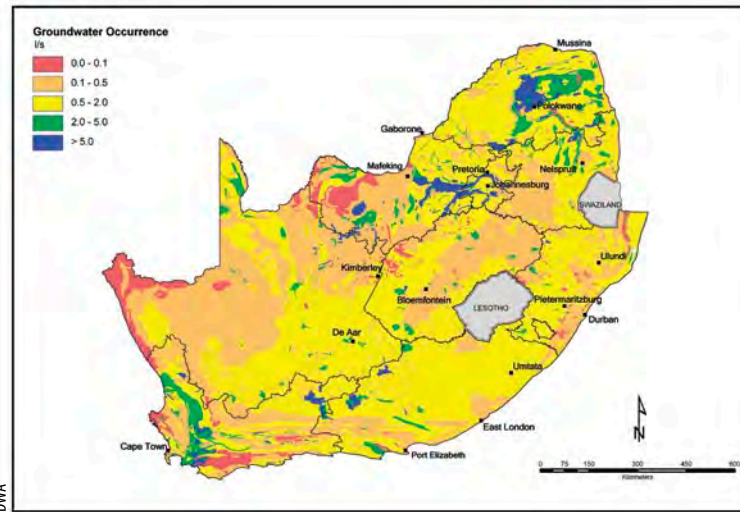 Groundwater Occurrence
l/s
0.0 - 0.1
0.1 - 0.5
0.5 - 2.0
2.0 - 5.0
> 5.0
Mussina
Polokwane
Gaborone
Mafeking
Pretoria
Nelspruit
Johannesburg
SWAZILAND
Kimberley
Ulundi
Bloemfontein
LESOTHO
Pietermaritzburg
Durban
De Aar
Umtata
East London
Cape Town
Port Elizabeth
N
0 75 150 300 450 600
Kilometers
DWA